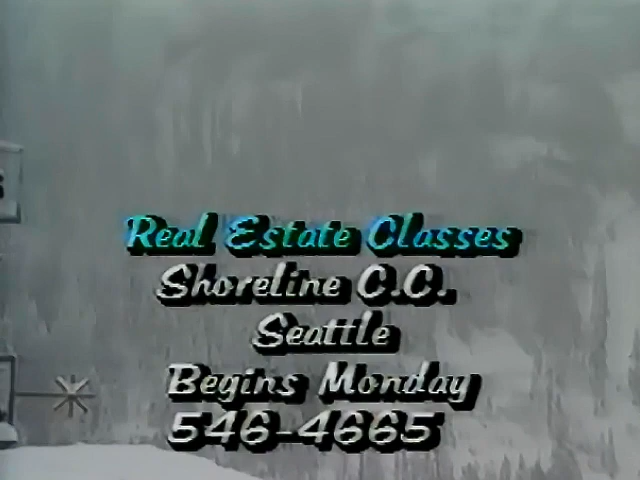 Real Estate Classes
Shoreline C.C.
Seattle
Begins Monday
546-4665